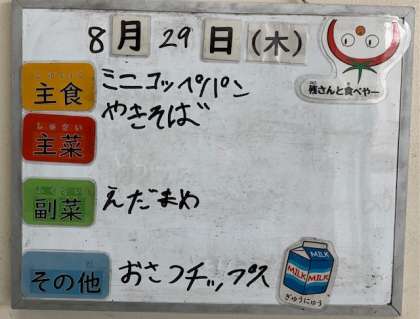 8月29日(木)
残さんと食べやー
主食 ミニコッペパン
やきそば
主菜
副菜 えだまめ
その他 おさつチップス
MILK MILK
ぎゅうにゅう